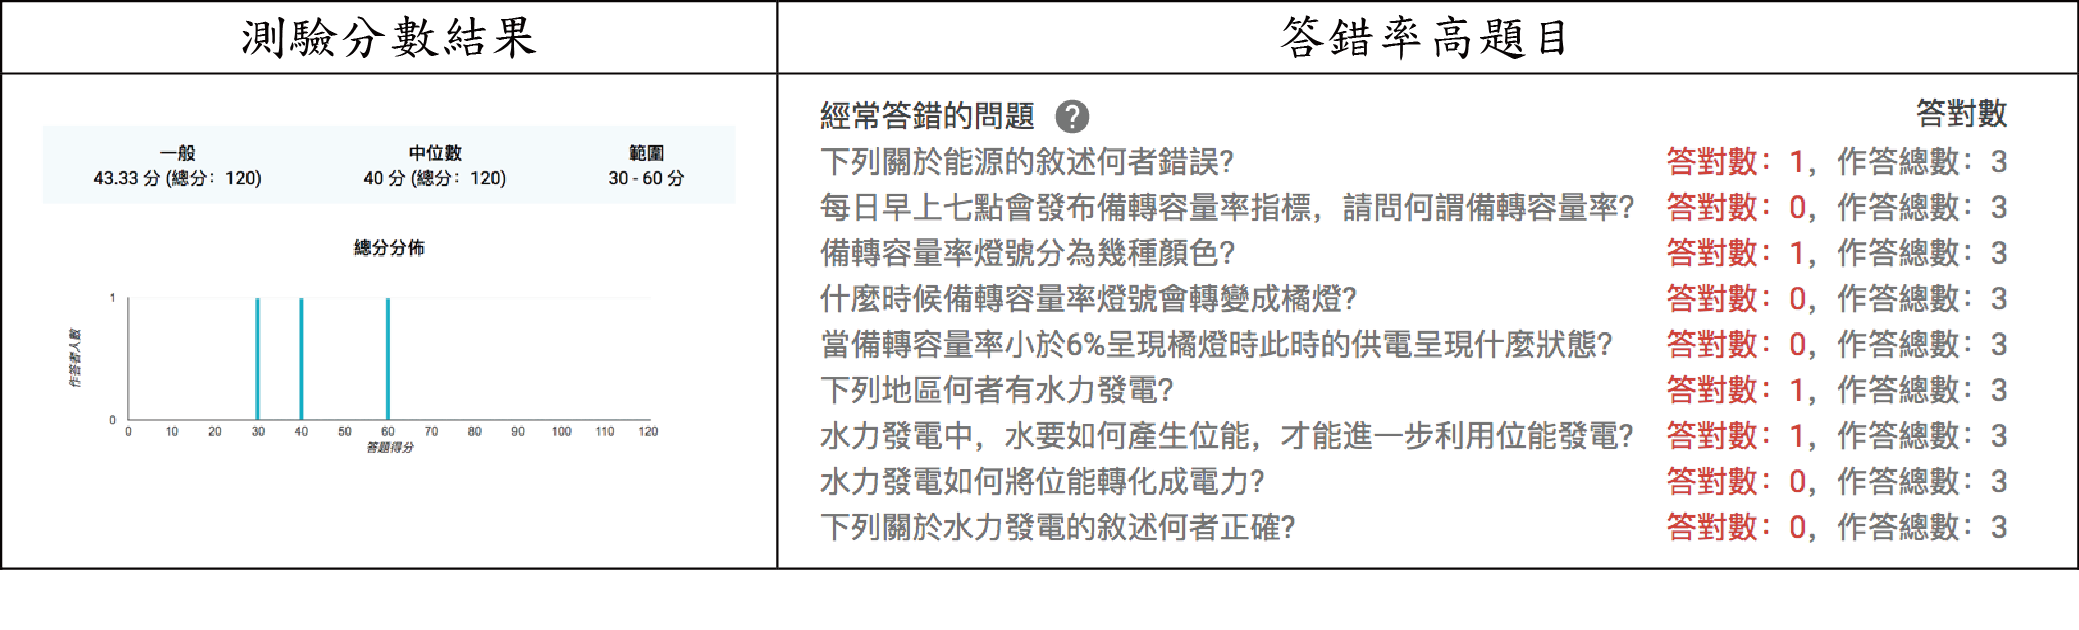 測驗分數結果
答錯率高題目
一般
43.33 分 (總分：120)
中位數
40 分 (總分：120)
範圍
30 - 60 分
總分分佈
1
0
作答者人數
0 10 20 30 40 50 60 70 80 90 100 110 120
答題得分
經常答錯的問題 ? 答對數
下列關於能源的敘述何者錯誤? 答對數：1，作答總數：3
每日早上七點會發布備轉容量率指標，請問何謂備轉容量率? 答對數：0，作答總數：3
備轉容量率燈號分為幾種顏色? 答對數：1，作答總數：3
什麼時候備轉容量率燈號會轉變成橘燈? 答對數：0，作答總數：3
當備轉容量率小於6%呈現橘燈時此時的供電呈現什麼狀態? 答對數：0，作答總數：3
下列地區何者有水力發電? 答對數：1，作答總數：3
水力發電中，水要如何產生位能，才能進一步利用位能發電? 答對數：1，作答總數：3
水力發電如何將位能轉化成電力? 答對數：0，作答總數：3
下列關於水力發電的敘述何者正確? 答對數：0，作答總數：3